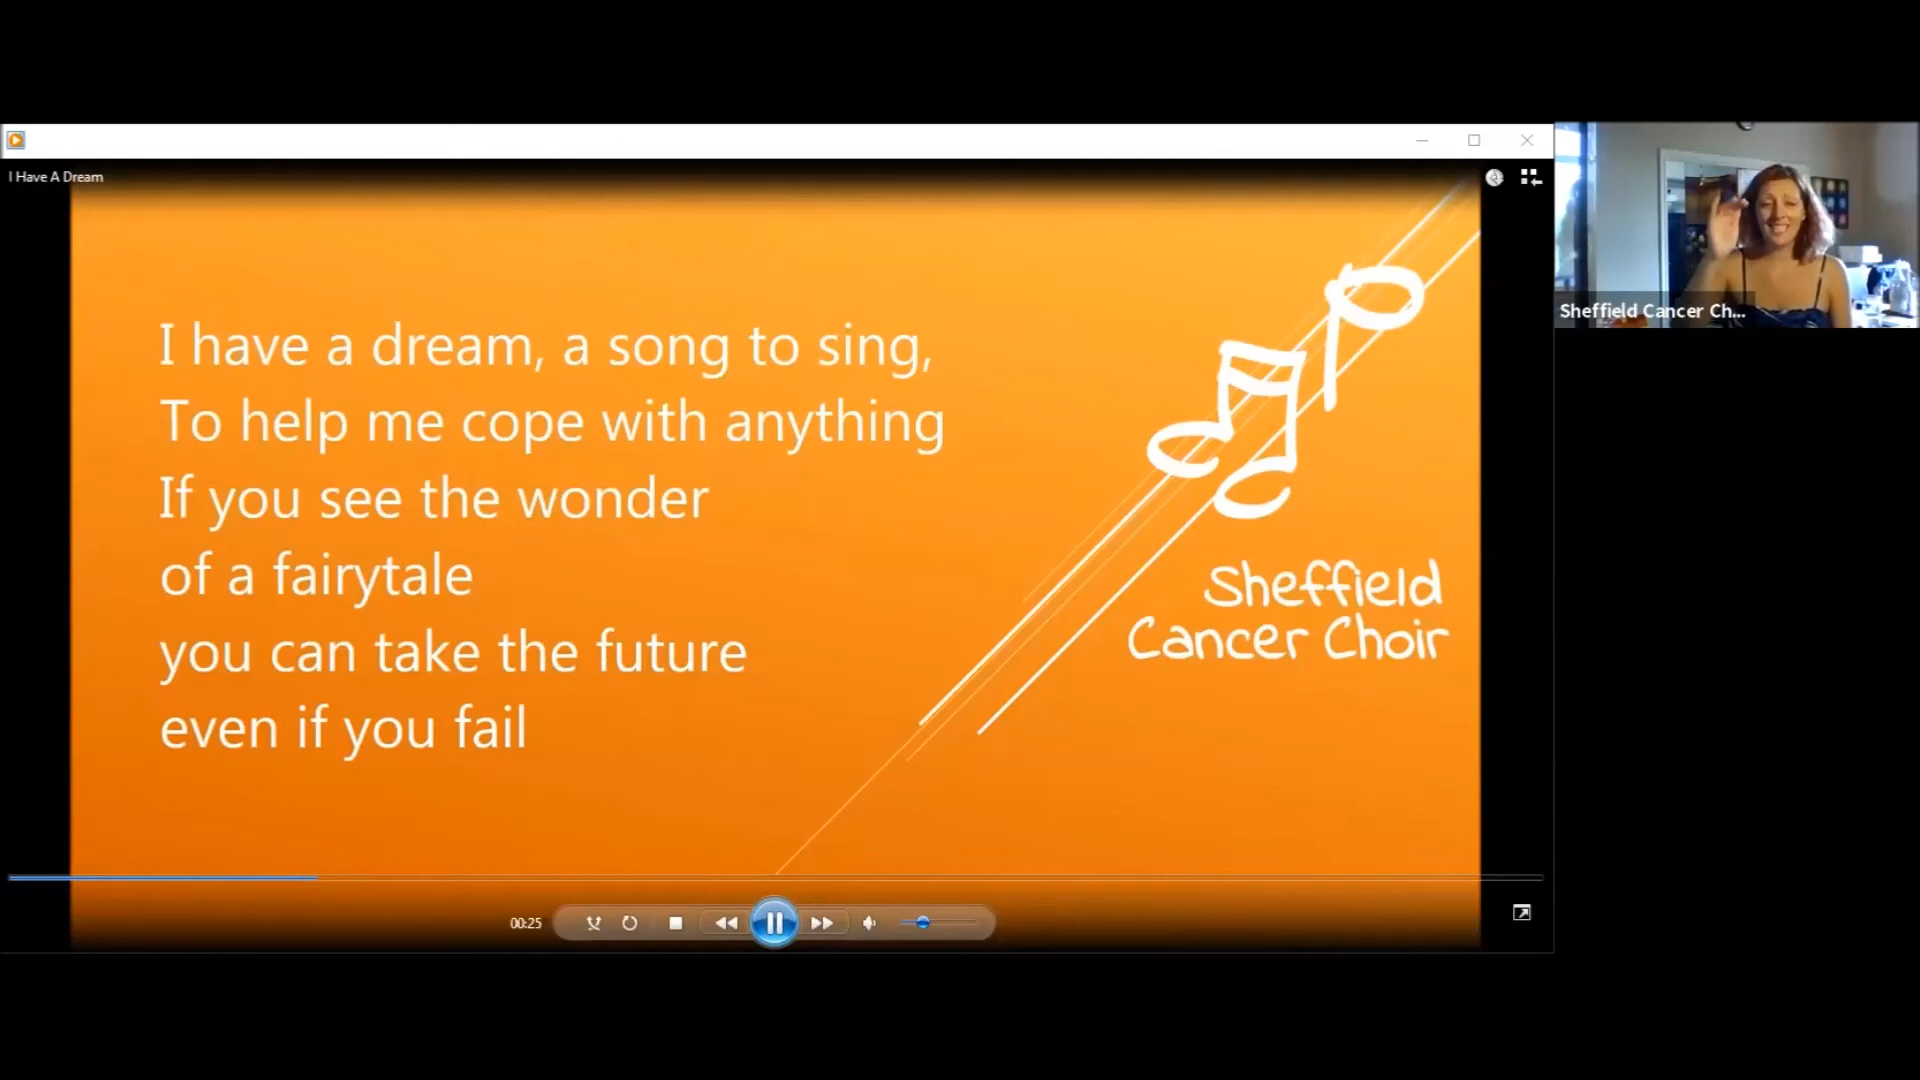 I Have A Dream
I have a dream, a song to sing,
To help me cope with anything
If you see the wonder
of a fairytale
you can take the future
even if you fail
Sheffield
Cancer Choir
Sheffield Cancer Ch...
00:25